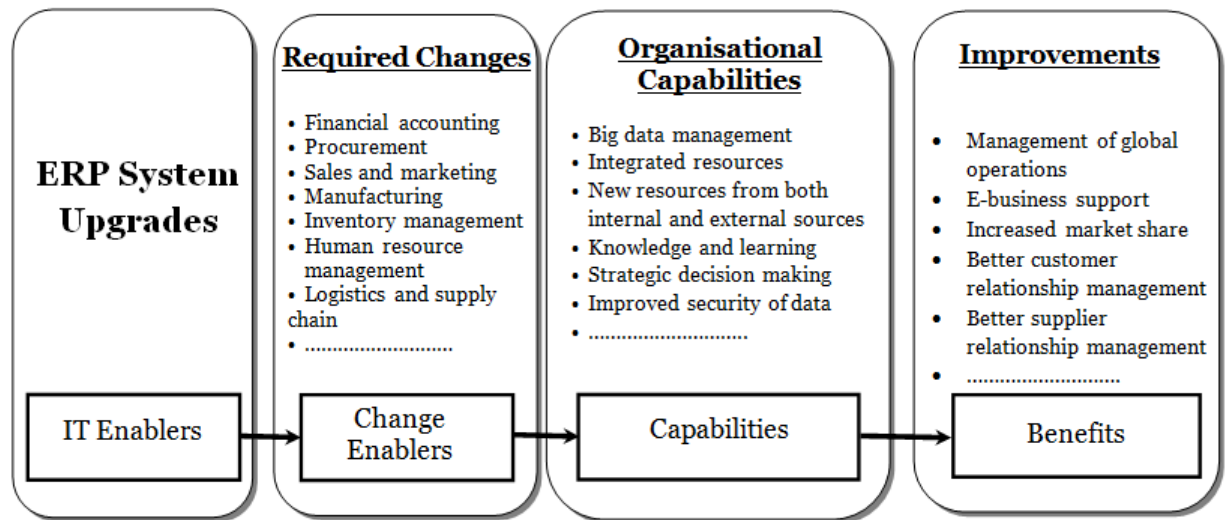 ERP System
Upgrades
IT Enablers
Required Changes
• Financial accounting
• Procurement
• Sales and marketing
• Manufacturing
• Inventory management
• Human resource
management
• Logistics and supply
chain
• ...........................
Change
Enablers
Organisational
Capabilities
• Big data management
• Integrated resources
• New resources from both
internal and external sources
• Knowledge and learning
• Strategic decision making
• Improved security of data
• .............................
Capabilities
Improvements
• Management of global
operations
• E-business support
• Increased market share
• Better customer
relationship management
• Better supplier
relationship management
• ............................
Benefits